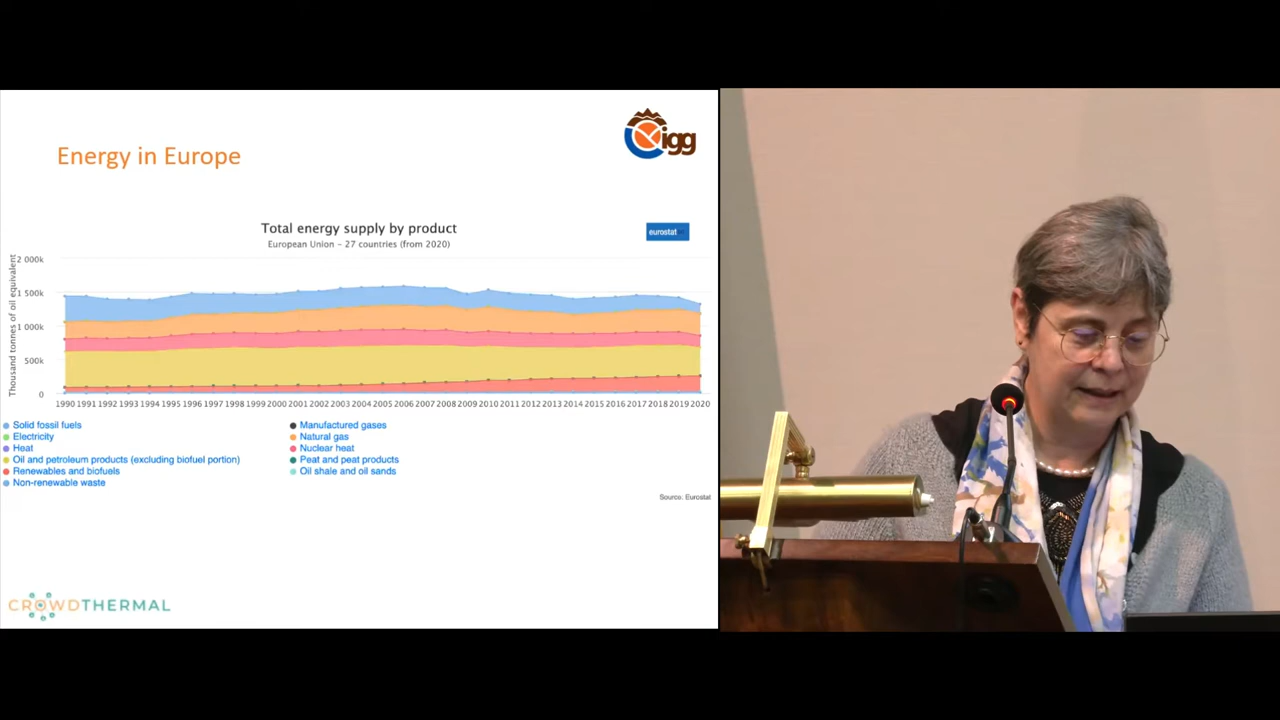 igg
Energy in Europe
Total energy supply by product
European Union – 27 countries (from 2020)
eurostat
Thousand tonnes of oil equivalent
2 000k
1 500k
1 000k
500k
0
1990 1991 1992 1993 1994 1995 1996 1997 1998 1999 2000 2001 2002 2003 2004 2005 2006 2007 2008 2009 2010 2011 2012 2013 2014 2015 2016 2017 2018 2019 2020
Solid fossil fuels
Electricity
Heat
Oil and petroleum products (excluding biofuel portion)
Renewables and biofuels
Non-renewable waste
Manufactured gases
Natural gas
Nuclear heat
Peat and peat products
Oil shale and oil sands
Source: Eurostat
CROWDTHERMAL